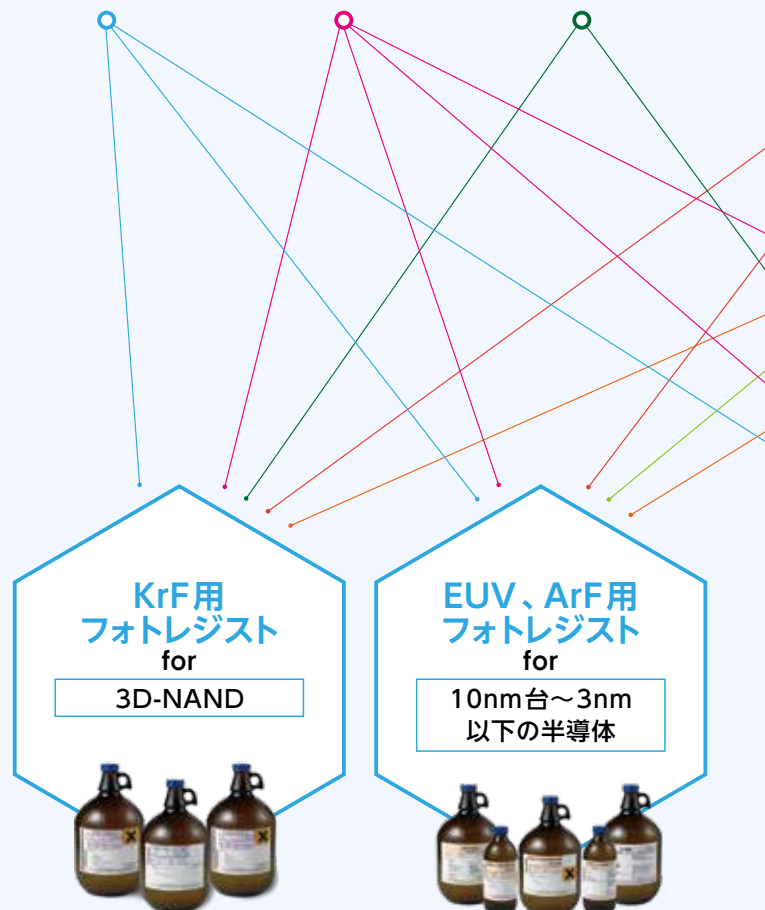 KrF用
フォトレジスト
for
3D-NAND
EUV、ArF用
フォトレジスト
for
10nm台〜3nm
以下の半導体